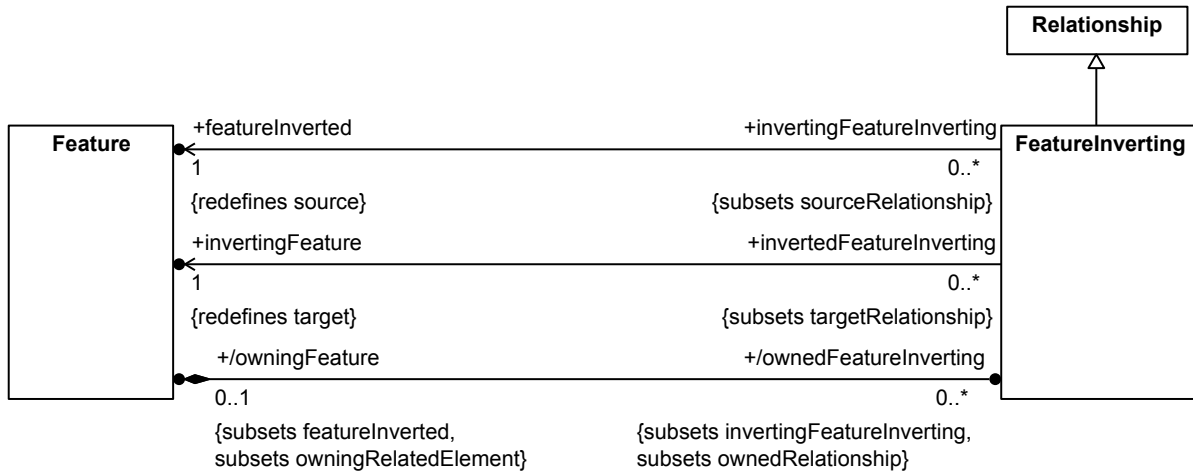 Relationship
+featureInverted
+invertingFeatureInverting
Feature
FeatureInverting
1
0..*
{redefines source}
{subsets sourceRelationship}
+invertingFeature
+invertedFeatureInverting
1
0..*
{redefines target}
{subsets targetRelationship}
+/owningFeature
+/ownedFeatureInverting
0..1
0..*
{subsets featureInverted,
subsets owningRelatedElement}
{subsets invertingFeatureInverting,
subsets ownedRelationship}